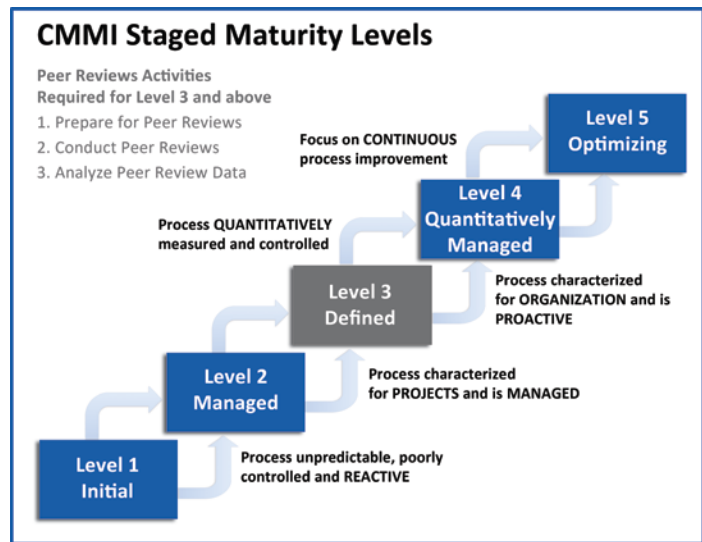 CMMI Staged Maturity Levels
Peer Reviews Activities
Required for Level 3 and above
1. Prepare for Peer Reviews
2. Conduct Peer Reviews
3. Analyze Peer Review Data
Level 5
Optimizing
Focus on CONTINUOUS
process improvement
Level 4
Quantitatively
Managed
Process QUANTITATIVELY
measured and controlled
Process characterized
for ORGANIZATION and is
PROACTIVE
Level 3
Defined
Level 2
Managed
Process characterized
for PROJECTS and is MANAGED
Level 1
Initial
Process unpredictable, poorly
controlled and REACTIVE